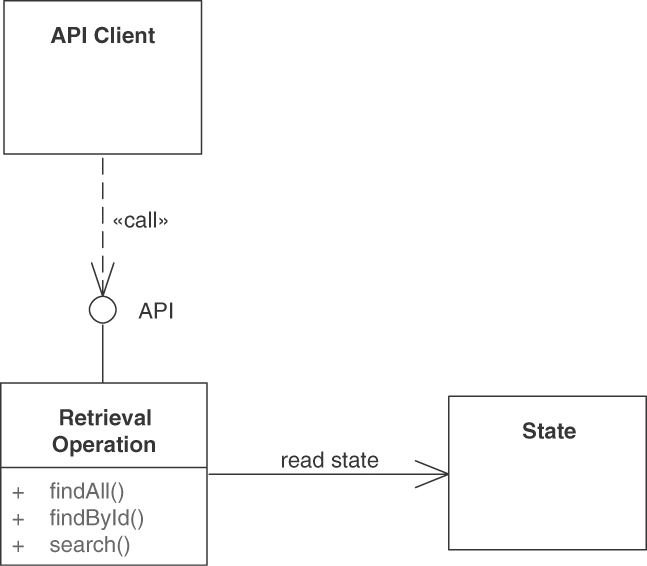 API Client
«call»
API
Retrieval
Operation
+ findAll()
+ findById()
+ search()
read state
State